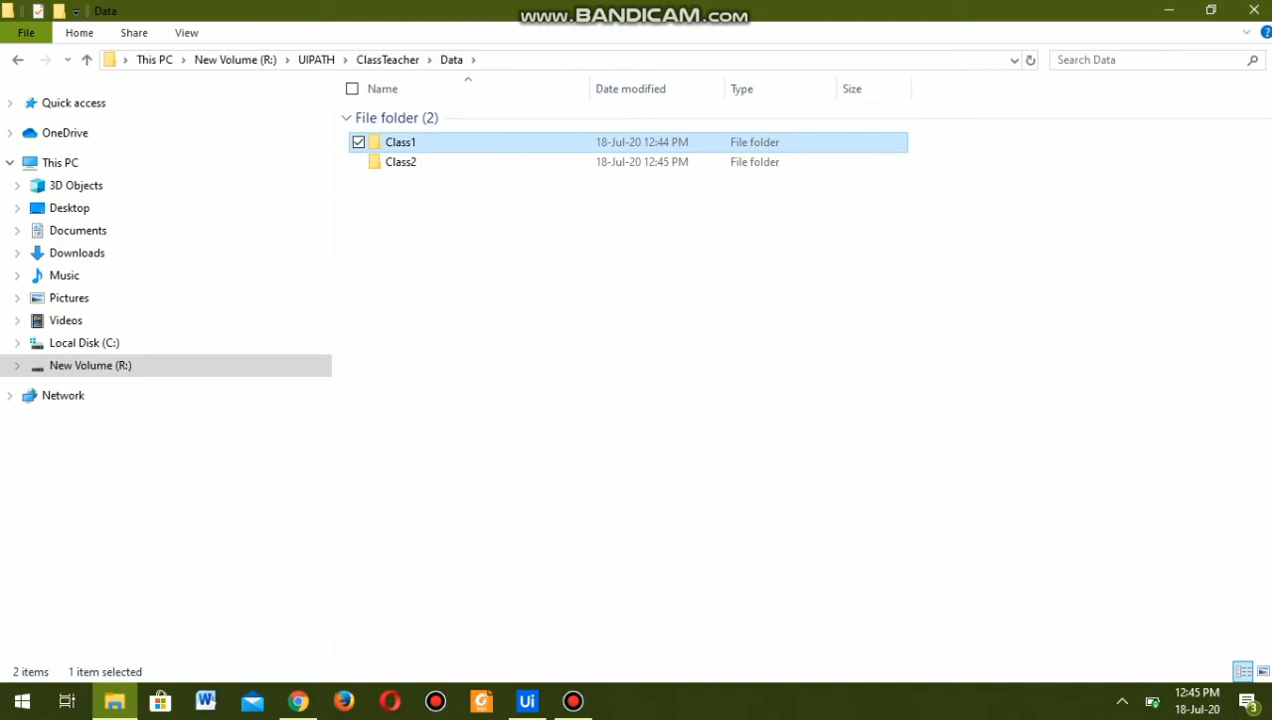 Data
WWW.BANDICAM.COM
File Home Share View
This PC New Volume (R:) UIPATH ClassTeacher Data
Search Data
Name Date modified Type Size
File folder (2)
Class1 18-Jul-20 12:44 PM File folder
Class2 18-Jul-20 12:45 PM File folder
Quick access
OneDrive
This PC
3D Objects
Desktop
Documents
Downloads
Music
Pictures
Videos
Local Disk (C:)
New Volume (R:)
Network
2 items 1 item selected
W
Ui
12:45 PM
18-Jul-20
3